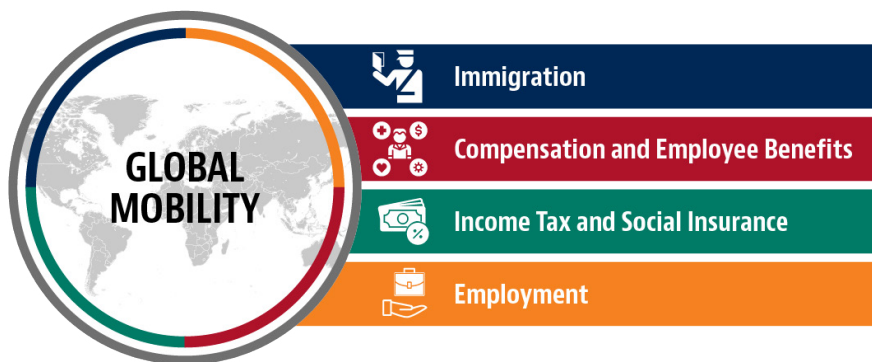 GLOBAL
MOBILITY
Immigration
Compensation and Employee Benefits
Income Tax and Social Insurance
Employment